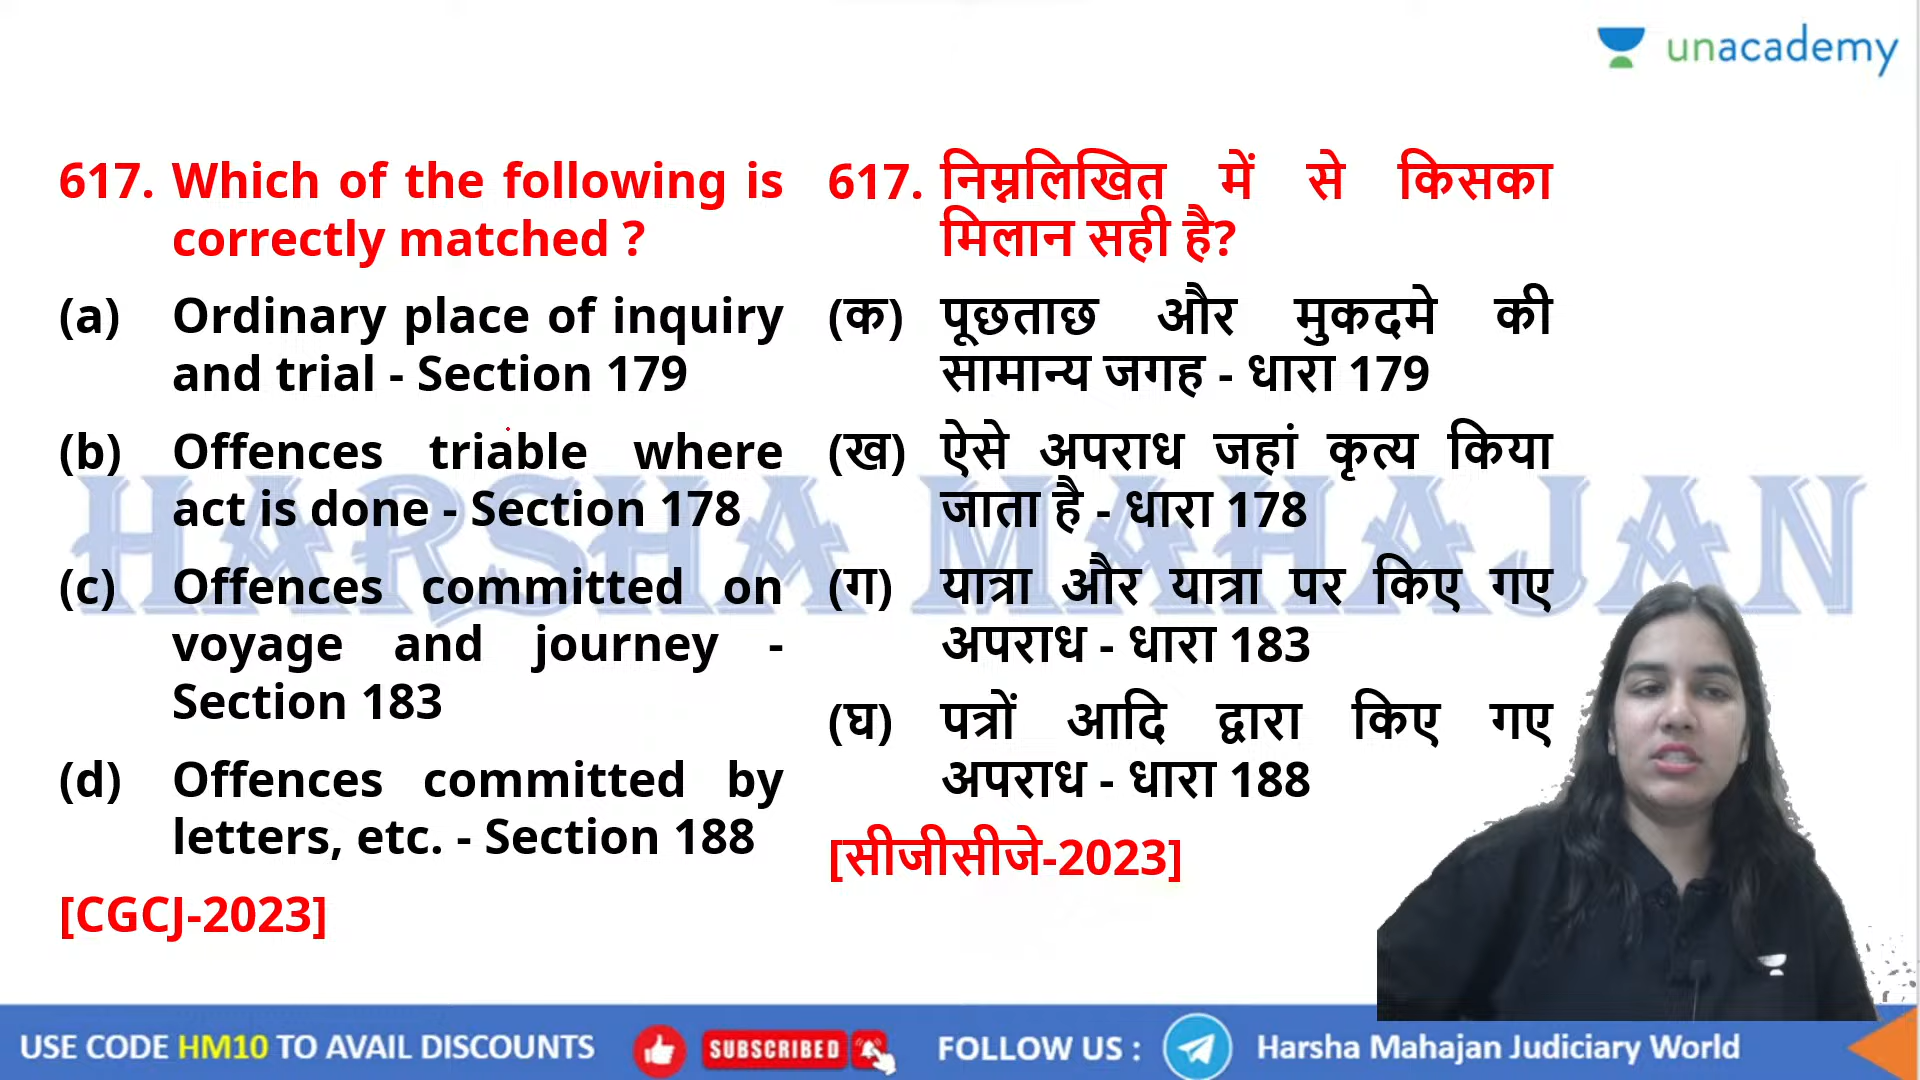 unacademy
617. Which of the following is
correctly matched ?
(a) Ordinary place of inquiry
and trial - Section 179
(b) Offences triable where
act is done - Section 178
(c) Offences committed on
voyage and journey -
Section 183
(d) Offences committed by
letters, etc. - Section 188
[CGCJ-2023]
617. निम्नलिखित में से किसका
मिलान सही है?
(क) पूछताछ और मुकदमे की
सामान्य जगह - धारा 179
(ख) ऐसे अपराध जहां कृत्य किया
जाता है - धारा 178
(ग) यात्रा और यात्रा पर किए गए
अपराध - धारा 183
(घ) पत्रों आदि द्वारा किए गए
अपराध - धारा 188
[सीजीसीजे-2023]
HARSHA MAHAJAN
USE CODE HM10 TO AVAIL DISCOUNTS
SUBSCRIBED
FOLLOW US :
Harsha Mahajan Judiciary World